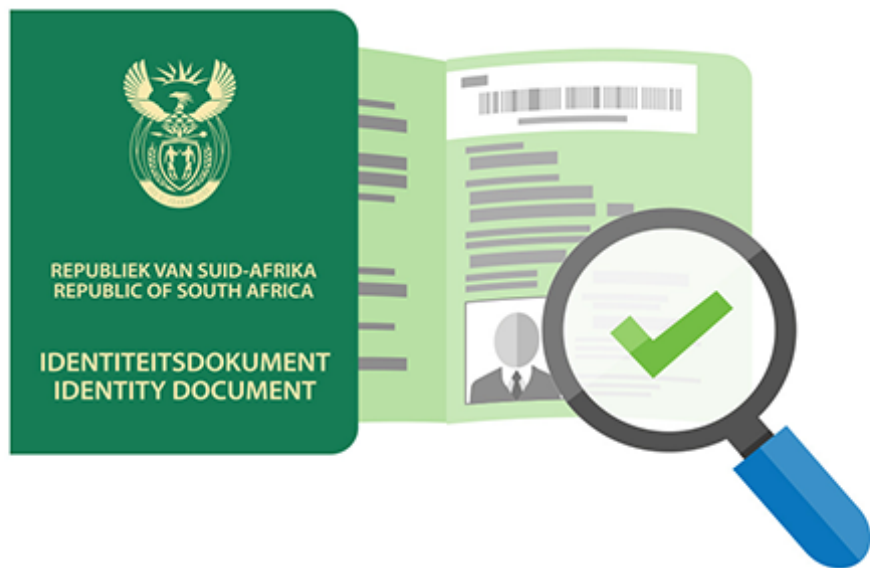 REPUBLIEK VAN SUID-AFRIKA
REPUBLIC OF SOUTH AFRICA
IDENTITEITSDOKUMENT
IDENTITY DOCUMENT